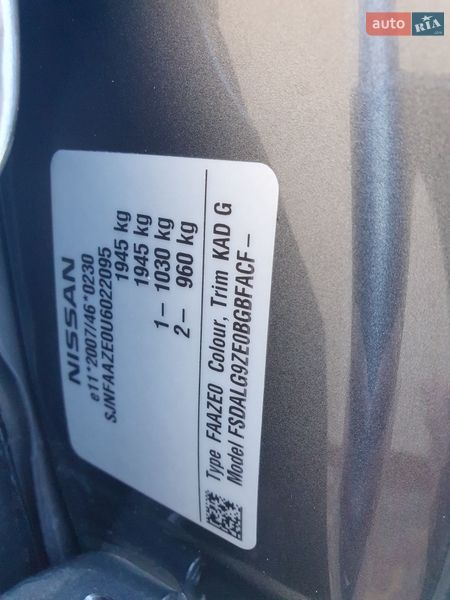 auto RIA
.com
NISSAN
e11*2007/46*0230
SJNFAAZE0U6022095
1945 kg
1945 kg
1- 1030 kg
2- 960 kg
Type FAAZE0 Colour, Trim KAD G
Model FSDALG9ZE0BGBFACF-